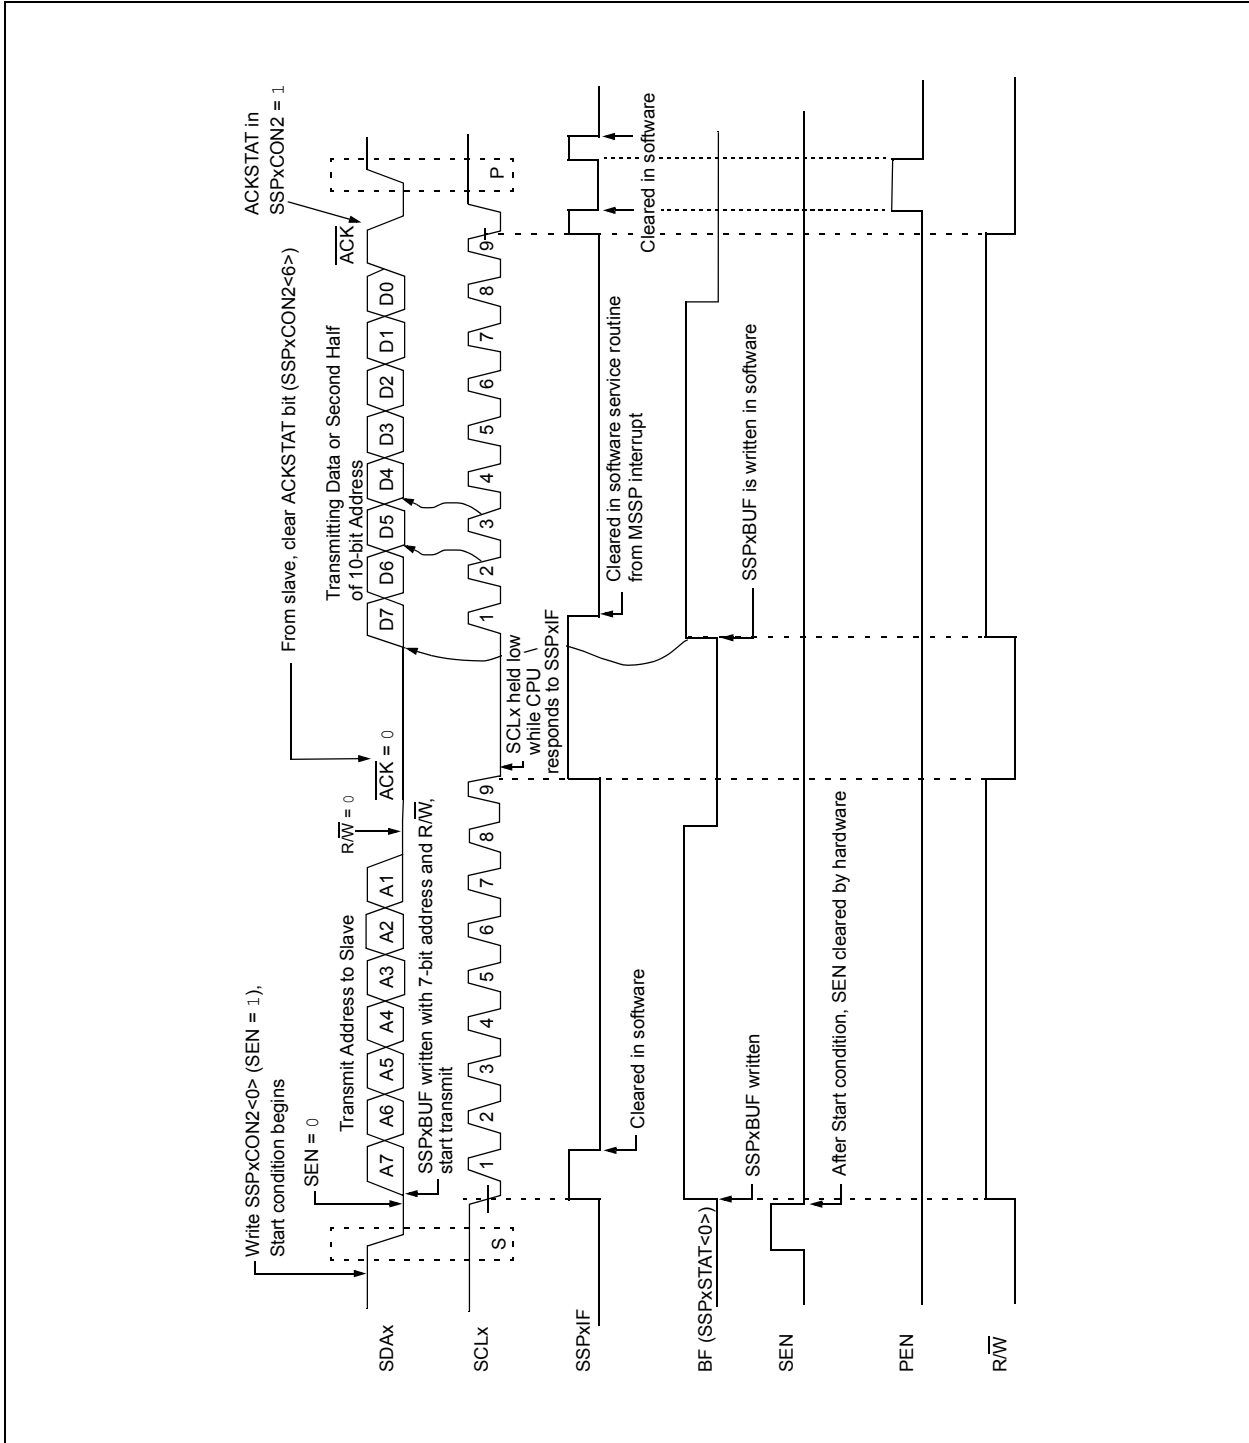 Write SSPxCON2<0> (SEN = 1),
Start condition begins
SEN = 0
Transmit Address to Slave
R/W = 0
From slave, clear ACKSTAT bit (SSPxCON2<6>)
ACK = 0
Transmitting Data or Second Half
of 10-bit Address
ACKSTAT in
SSPxCON2 = 1
ACK
SDAx
A7 A6 A5 A4 A3 A2 A1
D7 D6 D5 D4 D3 D2 D1 D0
SSPxBUF written with 7-bit address and R/W,
start transmit
SCLx
S
1 2 3 4 5 6 7 8 9
1 2 3 4 5 6 7 8 9
P
SCLx held low
while CPU
responds to SSPxIF
SSPxIF
Cleared in software
Cleared in software service routine
from MSSP interrupt
Cleared in software
BF (SSPxSTAT<0>)
SSPxBUF written
SSPxBUF is written in software
SEN
After Start condition, SEN cleared by hardware
PEN
R/W